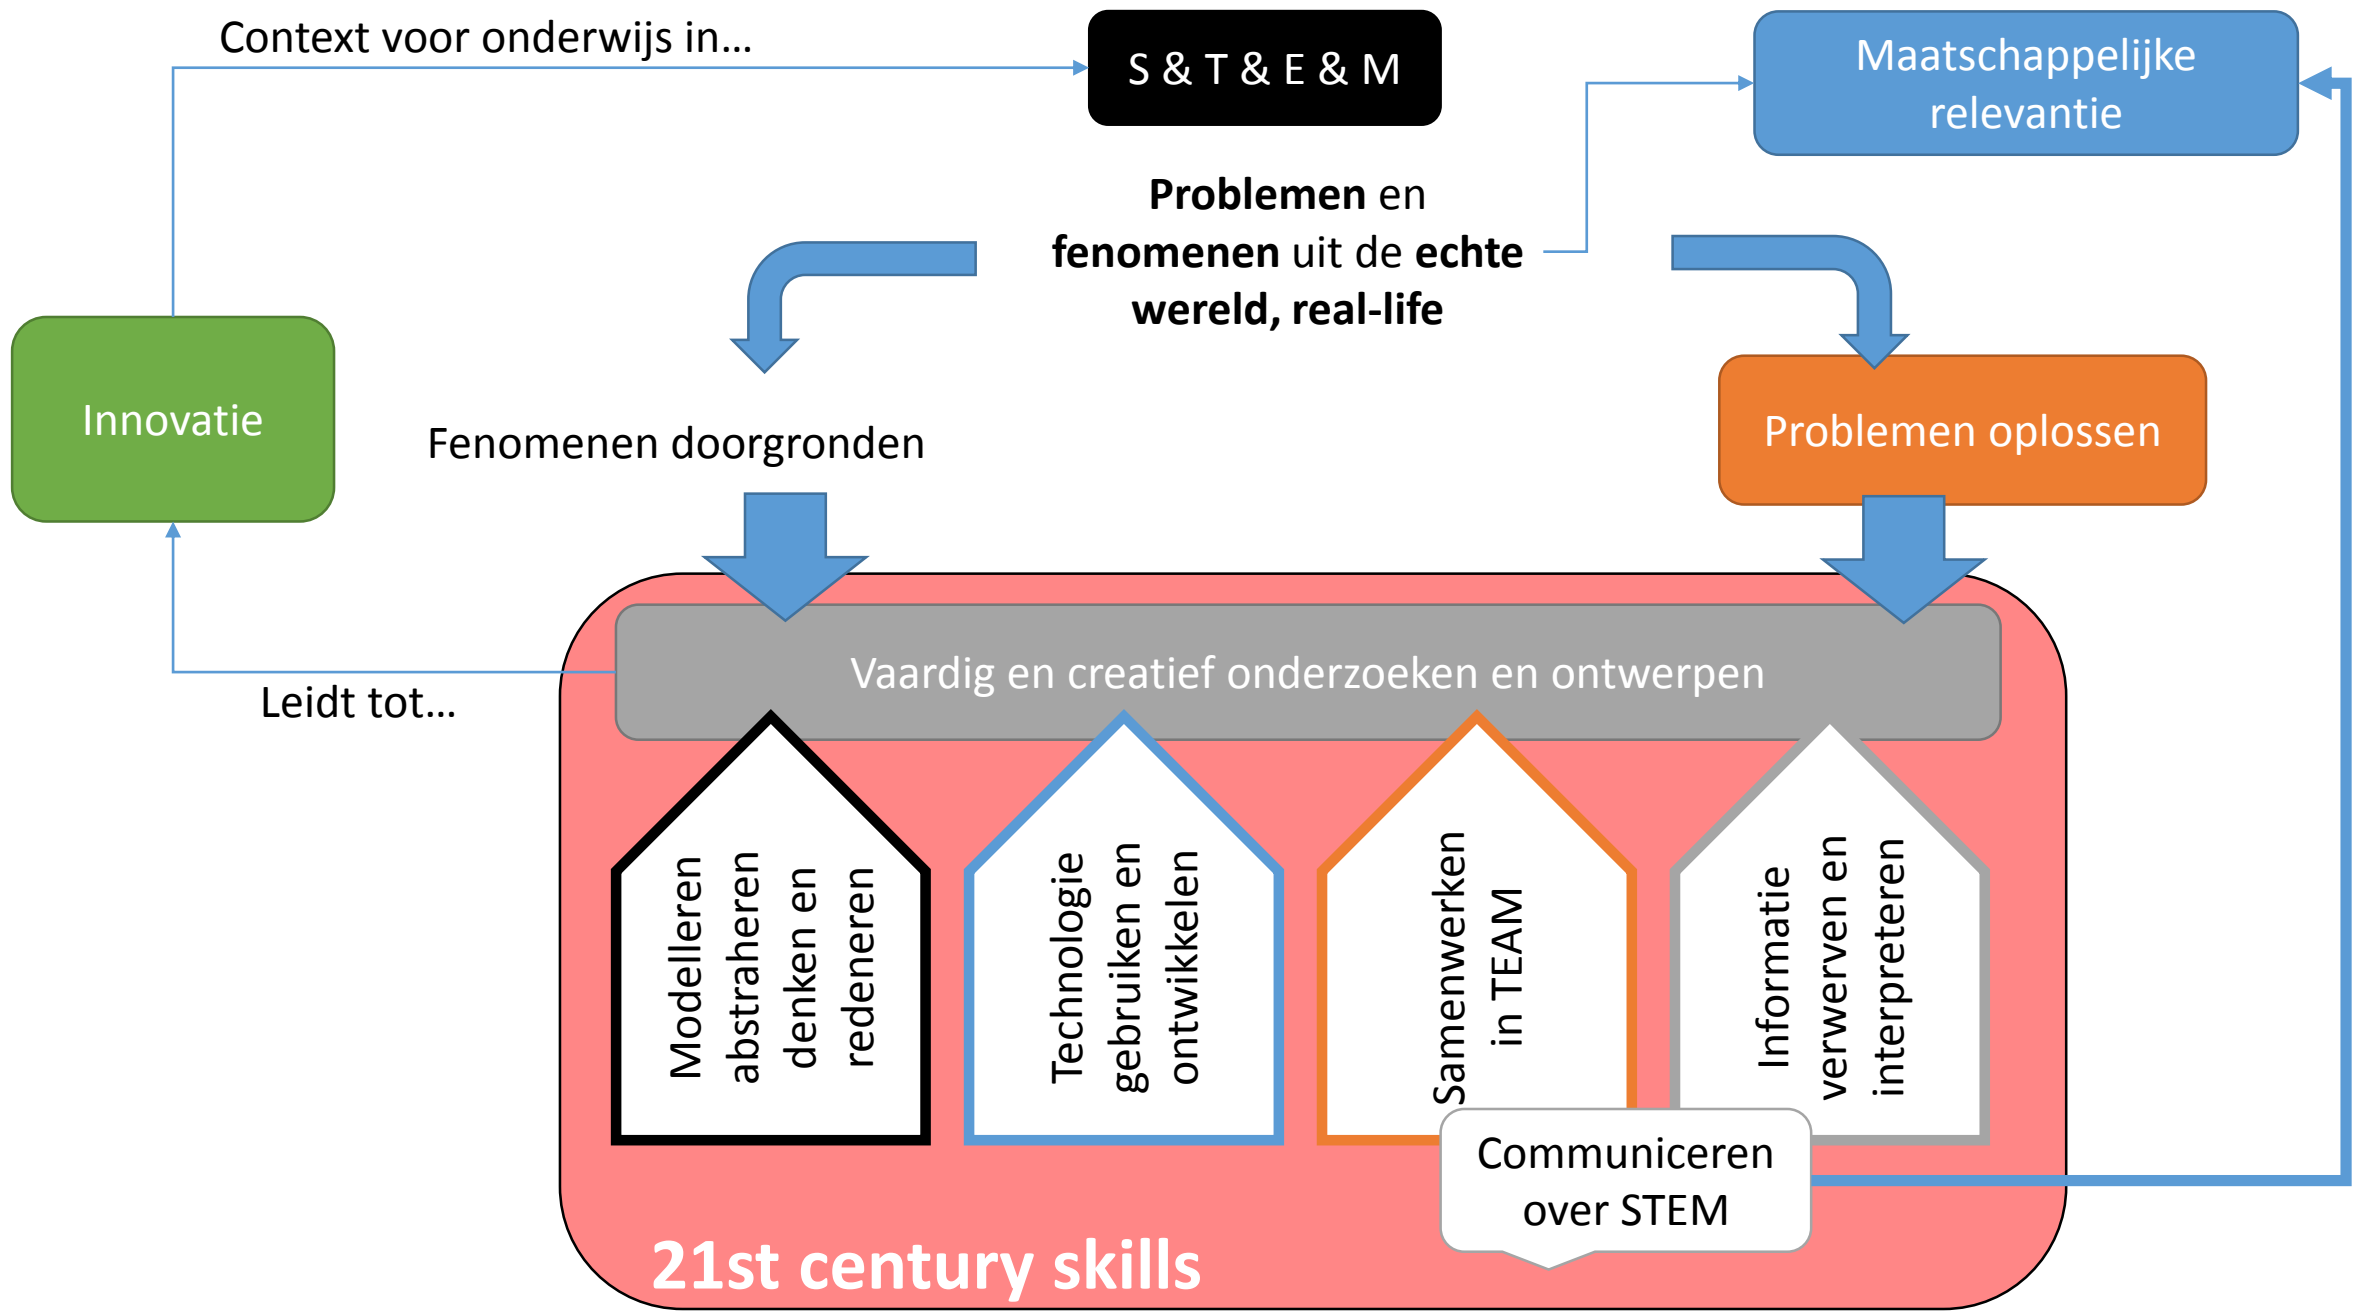 Context voor onderwijs in...
S & T & E & M
Maatschappelijke
relevantie
Problemen en
fenomenen uit de echte
wereld, real-life
Innovatie
Fenomenen doorgronden
Problemen oplossen
Vaardig en creatief onderzoeken en ontwerpen
Leidt tot...
Modelleren
abstraheren
denken en
redeneren
Technologie
gebruiken en
ontwikkelen
Samenwerken
in TEAM
Informatie
verwerven en
interpreteren
Communiceren
over STEM
21st century skills